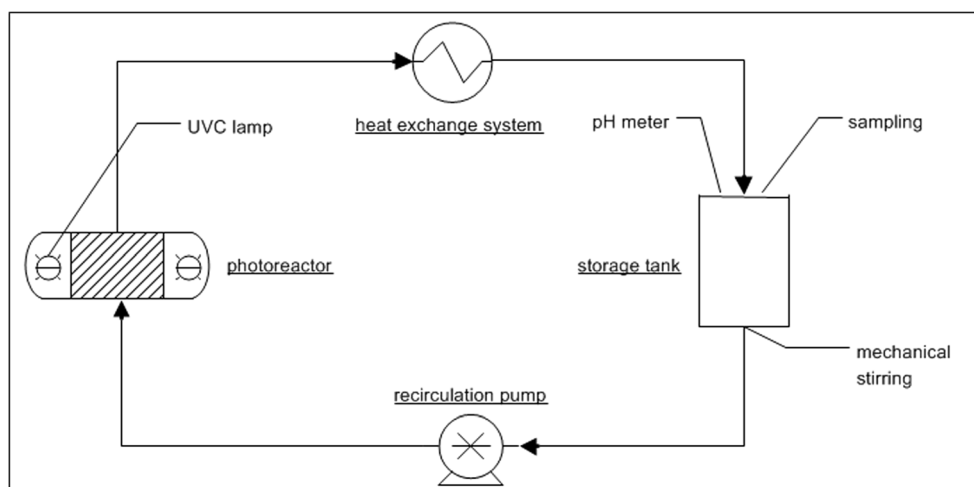 UVC lamp
heat exchange system
pH meter
sampling
photoreactor
storage tank
mechanical
stirring
recirculation pump